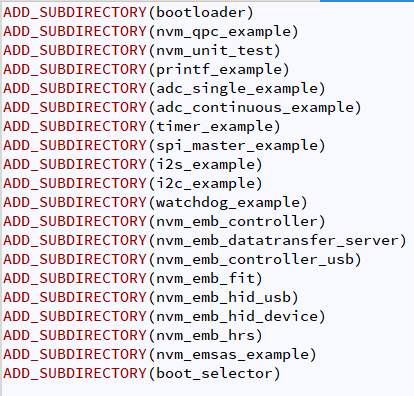 ADD_SUBDIRECTORY(bootloader)
ADD_SUBDIRECTORY(nvm_qpc_example)
ADD_SUBDIRECTORY(nvm_unit_test)
ADD_SUBDIRECTORY(printf_example)
ADD_SUBDIRECTORY(adc_single_example)
ADD_SUBDIRECTORY(adc_continuous_example)
ADD_SUBDIRECTORY(timer_example)
ADD_SUBDIRECTORY(spi_master_example)
ADD_SUBDIRECTORY(i2s_example)
ADD_SUBDIRECTORY(i2c_example)
ADD_SUBDIRECTORY(watchdog_example)
ADD_SUBDIRECTORY(nvm_emb_controller)
ADD_SUBDIRECTORY(nvm_emb_datatransfer_server)
ADD_SUBDIRECTORY(nvm_emb_controller_usb)
ADD_SUBDIRECTORY(nvm_emb_fit)
ADD_SUBDIRECTORY(nvm_emb_hid_usb)
ADD_SUBDIRECTORY(nvm_emb_hid_device)
ADD_SUBDIRECTORY(nvm_emb_hrs)
ADD_SUBDIRECTORY(nvm_emsas_example)
ADD_SUBDIRECTORY(boot_selector)